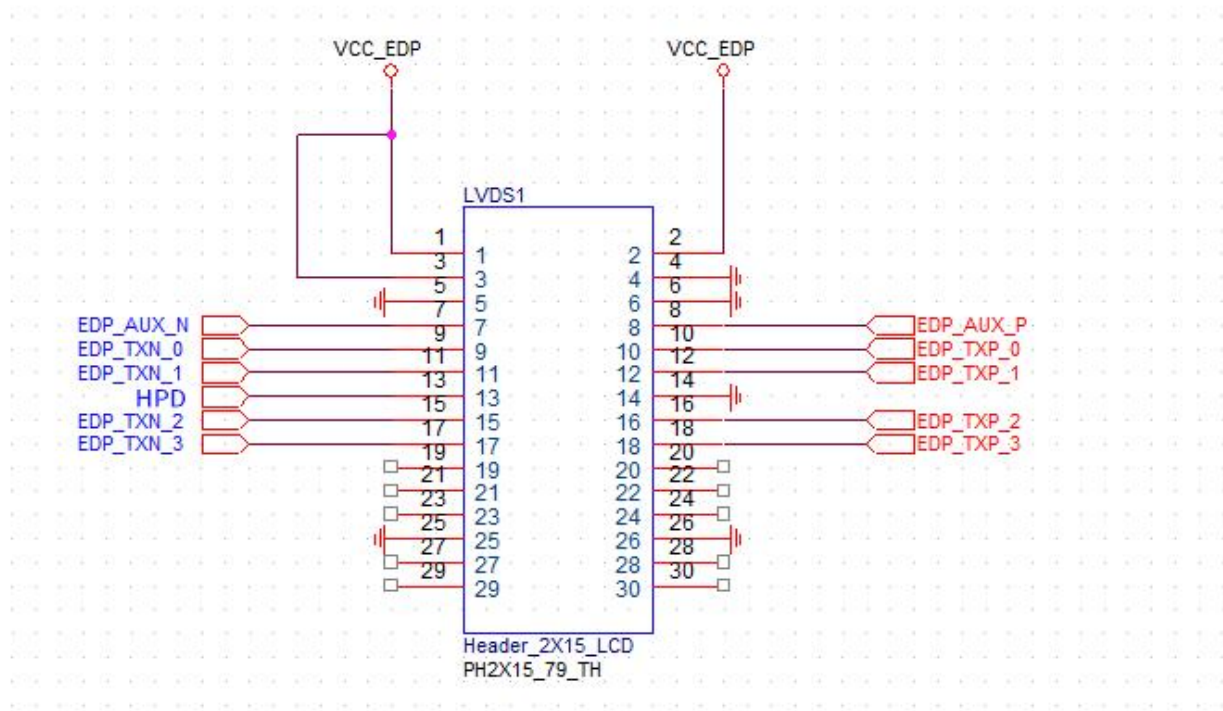 VCC_EDP VCC_EDP
LVDS1
1 2
1 2
3 4
3 4
5 6
5 6
7 8
EDP_AUX_N 7 8 EDP_AUX_P
9 10
EDP_TXN_0 9 10 EDP_TXP_0
11 12
EDP_TXN_1 11 12 EDP_TXP_1
13 14
HPD 13 14
15 16
EDP_TXN_2 15 16 EDP_TXP_2
17 18
EDP_TXN_3 17 18 EDP_TXP_3
19 20
19 20
21 22
21 22
23 24
23 24
25 26
25 26
27 28
27 28
29 30
29 30
Header_2X15_LCD
PH2X15_79_TH